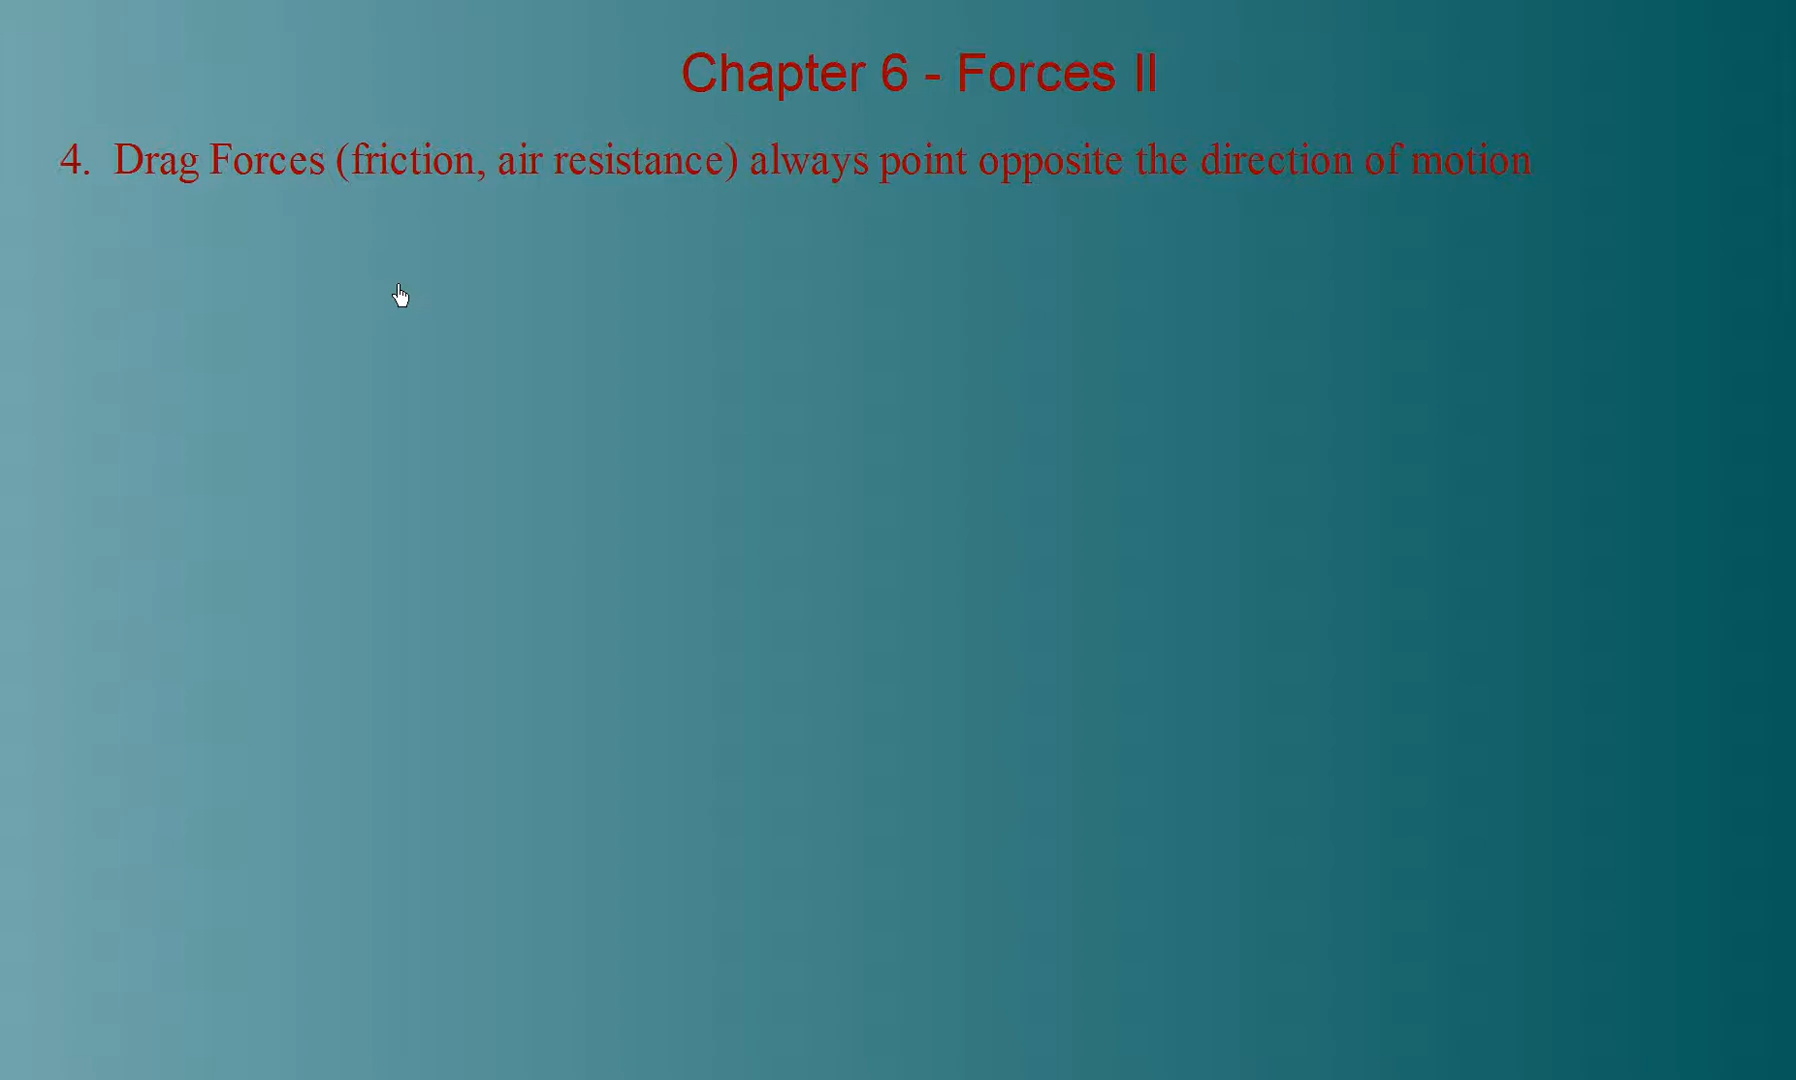 Chapter 6 - Forces II
4. Drag Forces (friction, air resistance) always point opposite the direction of motion